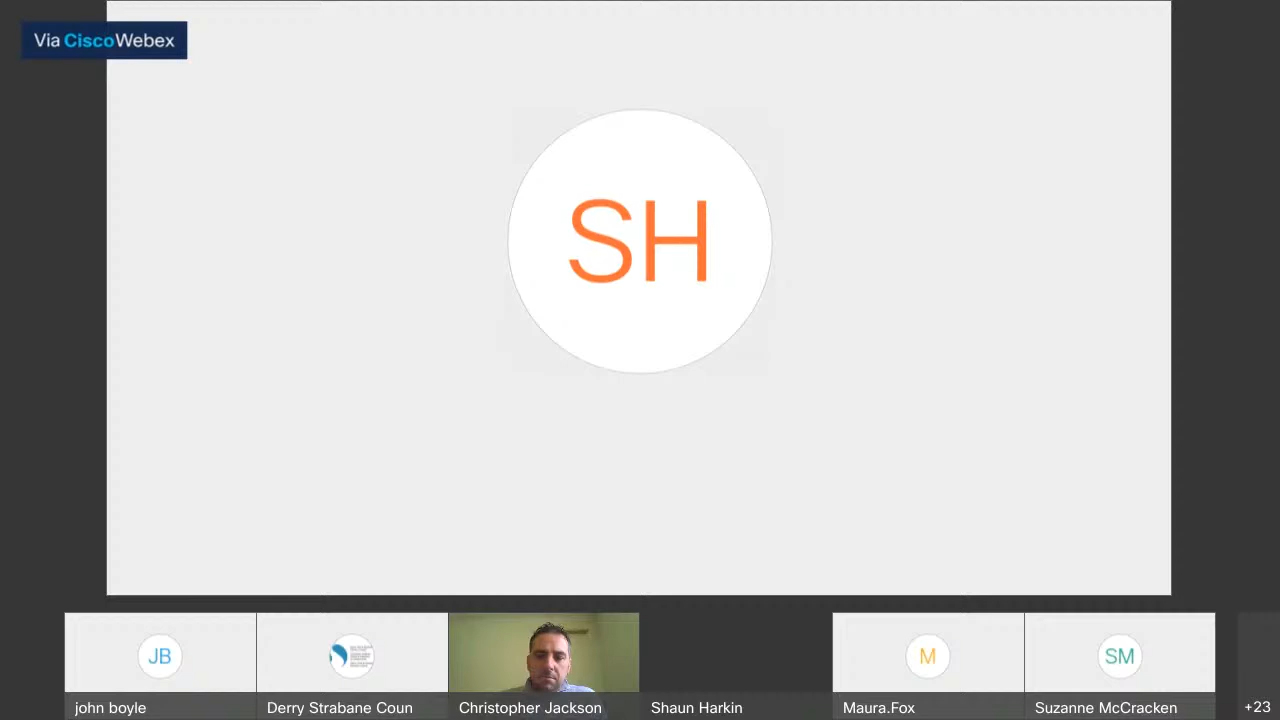 Via CiscoWebex
SH
JB
M
SM
john boyle
Derry Strabane Coun
Christopher Jackson
Shaun Harkin
Maura.Fox
Suzanne McCracken
+23